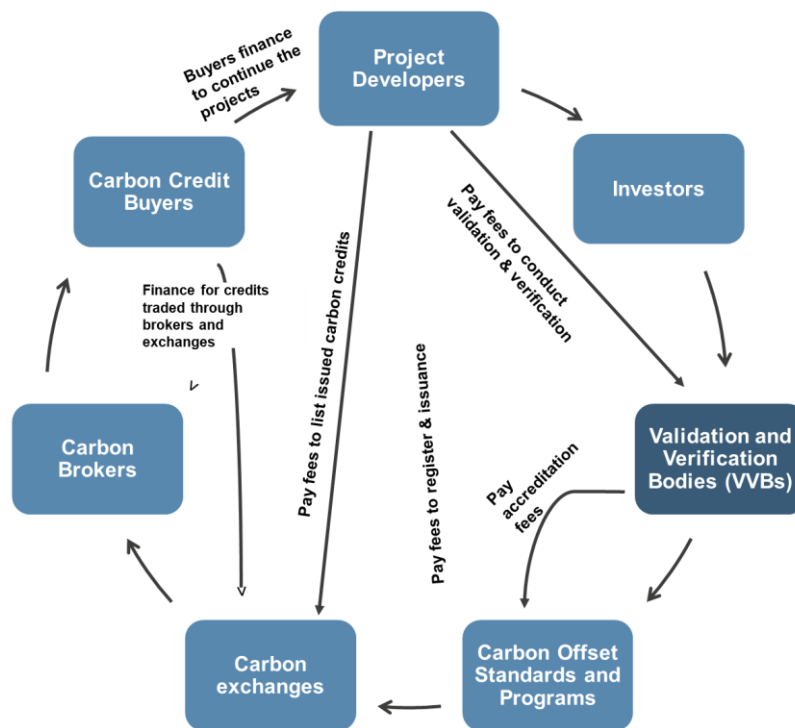 Buyers finance
to continue the
projects
Project
Developers
Carbon Credit
Buyers
Investors
Pay fees to conduct
validation & verification
Finance for credits
traded through
brokers and
exchanges
Pay fees to list issued carbon credits
Pay fees to register & issuance
Carbon
Brokers
Validation and
Verification
Bodies (VVBs)
Pay
accreditation
fees
Carbon
exchanges
Carbon Offset
Standards and
Programs